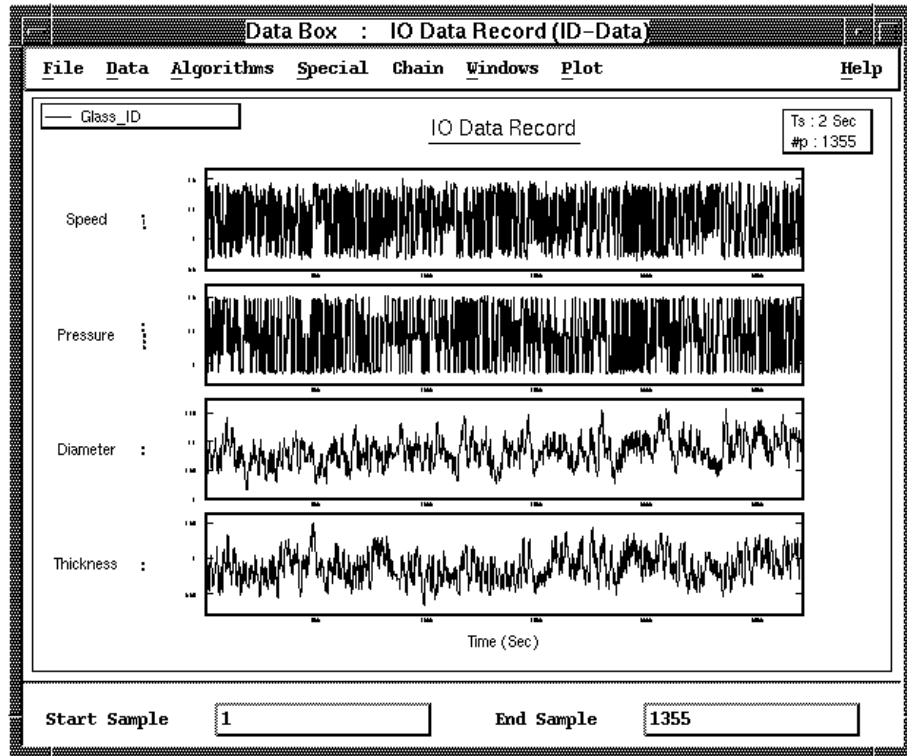 Data Box : IO Data Record (ID-Data)
File Data Algorithms Special Chain Windows Plot Help
Glass_ID
IO Data Record
Ts : 2 Sec
#p : 1355
Speed
Pressure
Diameter :
Thickness :
Time (Sec)
Start Sample 1 End Sample 1355